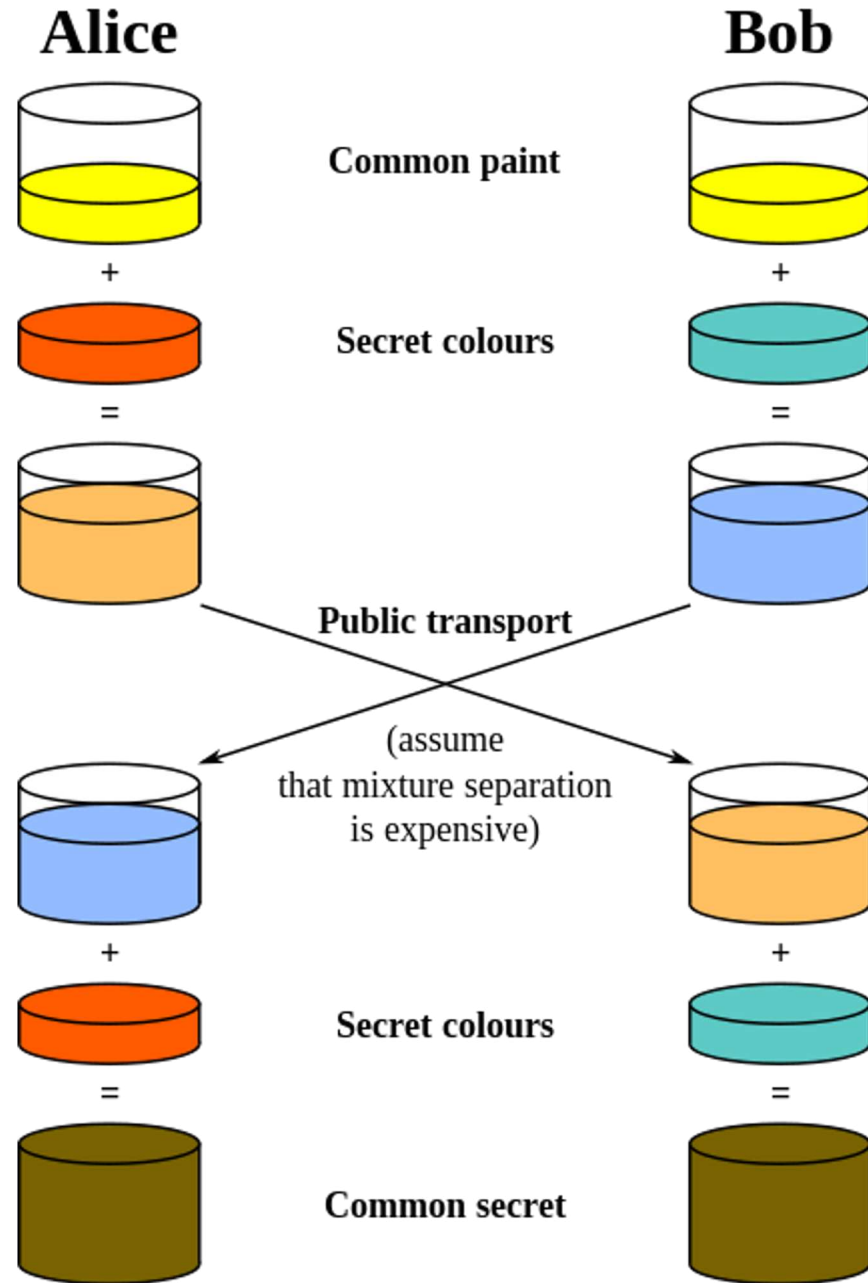 Alice
Bob
Common paint
+
+
Secret colours
=
=
Public transport
(assume
that mixture separation
is expensive)
+
+
Secret colours
=
=
Common secret